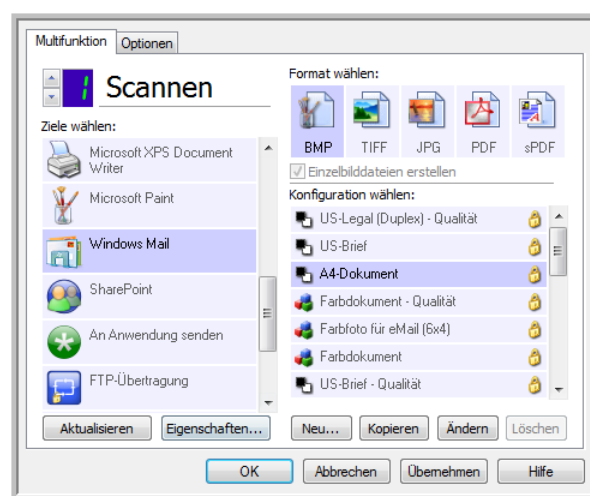 Multifunktion Optionen
1 Scannen
Ziele wählen:
Microsoft XPS Document
Writer
Microsoft Paint
Windows Mail
SharePoint
An Anwendung senden
FTP-Übertragung
Aktualisieren Eigenschaften...
Format wählen:
BMP TIFF JPG PDF sPDF
Einzelbilddateien erstellen
Konfiguration wählen:
US-Legal (Duplex) - Qualität
US-Brief
A4-Dokument
Farbdokument - Qualität
Farbfoto für eMail (6x4)
Farbdokument
US-Brief - Qualität
Neu... Kopieren Ändern Löschen
OK Abbrechen Übernehmen Hilfe